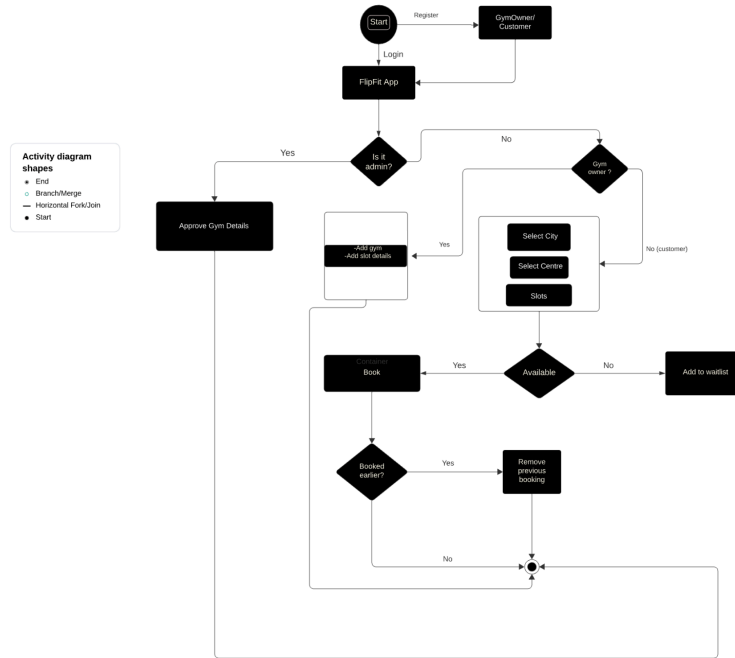 Start
Register
GymOwner/
Customer
Login
FlipFit App
Is it
admin?
Yes
No
Gym
owner ?
Activity diagram
shapes
End
Branch/Merge
Horizontal Fork/Join
Start
Approve Gym Details
-Add gym
-Add slot details
Yes
No (customer)
Select City
Select Centre
Slots
Available
Yes
No
Add to waitlist
Container
Book
Booked
earlier?
Yes
Remove
previous
booking
No